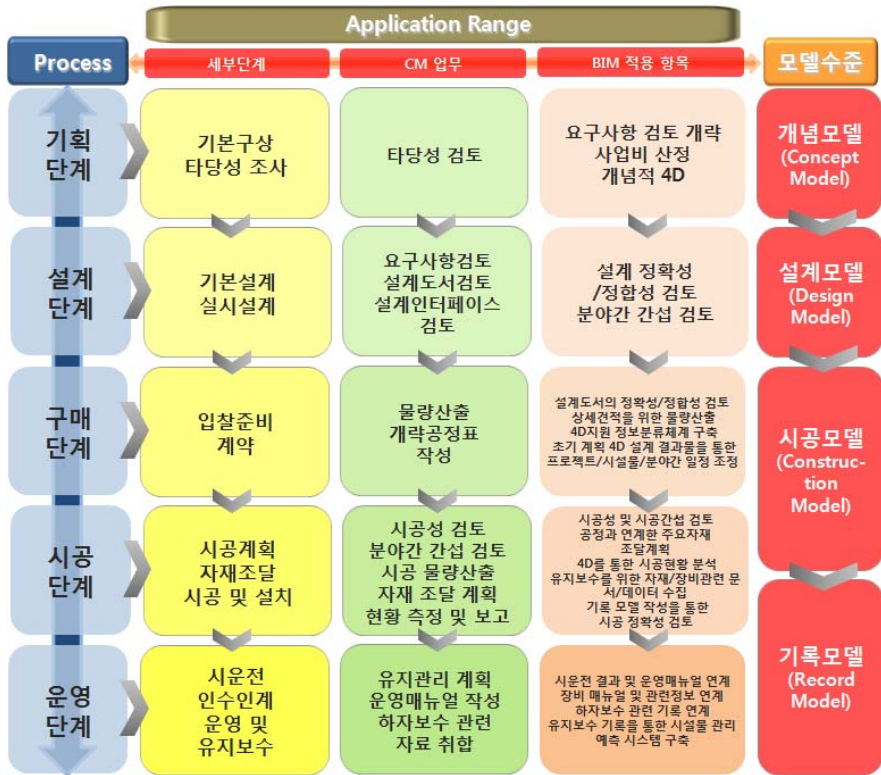 Application Range
Process
세부단계
CM 업무
BIM 적용 항목
모델수준
기획
단계
기본구상
타당성 조사
타당성 검토
요구사항 검토 개략
사업비 산정
개념적 4D
개념모델
(Concept
Model)
설계
단계
기본설계
실시설계
요구사항검토
설계도서검토
설계인터페이스
검토
설계 정확성
/정합성 검토
분야간 간섭 검토
설계모델
(Design
Model)
구매
단계
입찰준비
계약
물량산출
개략공정표
작성
설계도서의 정확성/정합성 검토
상세견적을 위한 물량산출
4D지원 정보분류체계 구축
초기 계획 4D 설계 결과물을 통한
프로젝트/시설물/분야간 일정 조정
시공모델
(Construc-
tion
Model)
시공
단계
시공계획
자재조달
시공 및 설치
시공성 검토
분야간 간섭 검토
시공 물량산출
자재 조달 계획
현황 측정 및 보고
시공성 및 시공간섭 검토
공정과 연계한 주요자재
조달계획
4D를 통한 시공현황 분석
유지보수를 위한 자재/장비관련 문
서/데이터 수집
기록 모델 작성을 통한
시공 정확성 검토
기록모델
(Record
Model)
운영
단계
시운전
인수인계
운영 및
유지보수
유지관리 계획
운영매뉴얼 작성
하자보수 관련
자료 취합
시운전 결과 및 운영매뉴얼 연계
장비 매뉴얼 및 관련정보 연계
하자보수 관련 기록 연계
유지보수 기록을 통한 시설물 관리
예측 시스템 구축